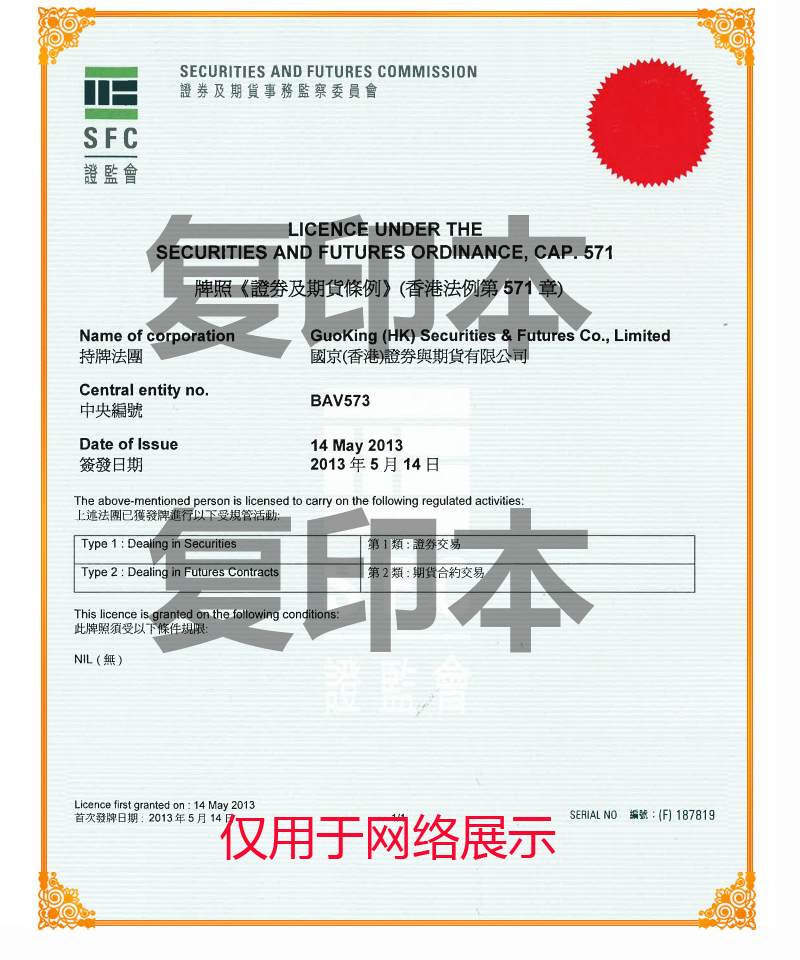 SECURITIES AND FUTURES COMMISSION
證券及期貨事務監察委員會
SFC
證監會
LICENCE UNDER THE
SECURITIES AND FUTURES ORDINANCE, CAP. 571
牌照《證券及期貨條例》(香港法例第 571 章)
复印本
Name of corporation GuoKing (HK) Securities & Futures Co., Limited
持牌法團 國京(香港)證券與期貨有限公司
Central entity no. BAV573
中央編號
Date of Issue 14 May 2013
簽發日期 2013 年 5 月 14 日
The above-mentioned person is licensed to carry on the following regulated activities:
上述法團已獲發牌進行以下受規管活動:
Type 1 : Dealing in Securities 第 1 類 : 證券交易
Type 2 : Dealing in Futures Contracts 第 2 類 : 期貨合約交易
复印本
This licence is granted on the following conditions:
此牌照須受以下條件規限:
NIL ( 無 )
證監會
Licence first granted on : 14 May 2013
首次發牌日期 : 2013 年 5 月 14 日
1/1
SERIAL NO 編號 : (F) 187819
仅用于网络展示